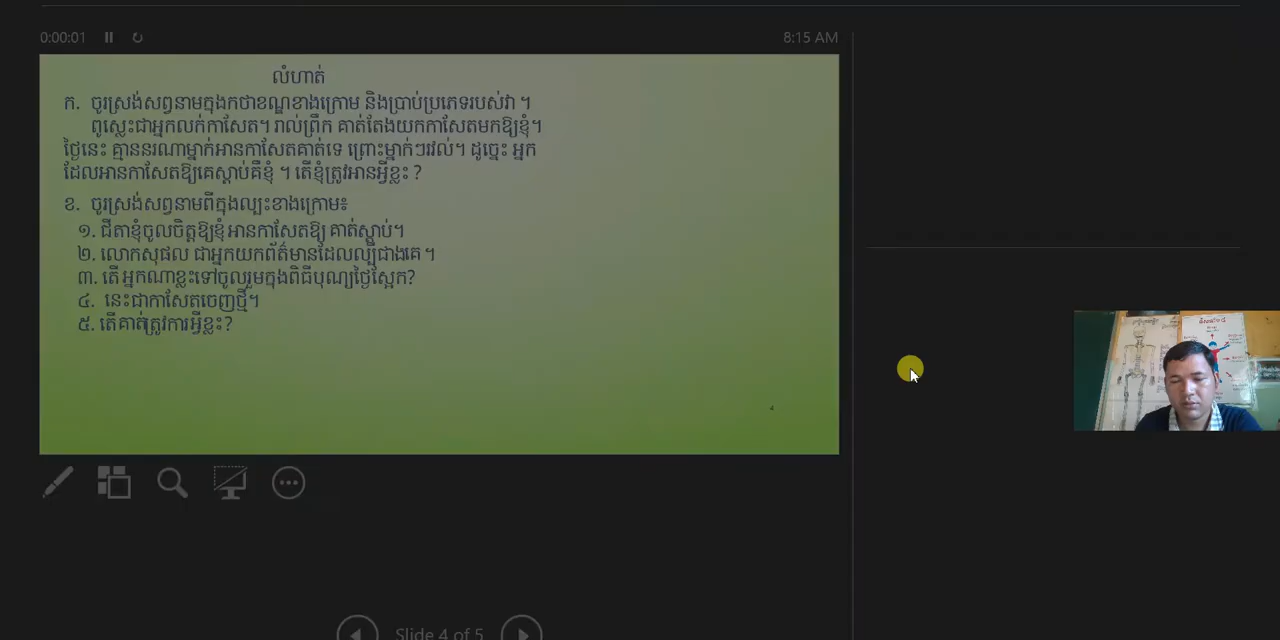 0:00:01
8:15 AM
លំហាត់
ក. ចូរស្រង់សព្វនាមក្នុងកថាខណ្ឌខាងក្រោម និងប្រាប់ប្រភេទរបស់វា ។
ពូស្លេះជាអ្នកលក់កាសែត។ រាល់ព្រឹក គាត់តែងយកកាសែតមកឱ្យខ្ញុំ។
ថ្ងៃនេះ គ្មាននរណាម្នាក់អានកាសែតគាត់ទេ ព្រោះម្នាក់ៗរវល់។ ដូច្នេះ អ្នក
ដែលអានកាសែតឱ្យគេស្តាប់គឺខ្ញុំ ។ តើខ្ញុំត្រូវអានអ្វីខ្លះ ?
ខ. ចូរស្រង់សព្វនាមពីក្នុងល្បះខាងក្រោម៖
១. ជីតាខ្ញុំចូលចិត្តឱ្យខ្ញុំអានកាសែតឱ្យ គាត់ស្តាប់។
២. លោកសុផល ជាអ្នកយកព័ត៌មានដែលល្បីជាងគេ ។
៣. តើអ្នកណាខ្លះទៅចូលរួមក្នុងពិធីបុណ្យថ្ងៃស្អែក?
៤. នេះជាកាសែតចេញថ្មី។
៥. តើគាត់ត្រូវការអ្វីខ្លះ?
4
Slide 4 of 5